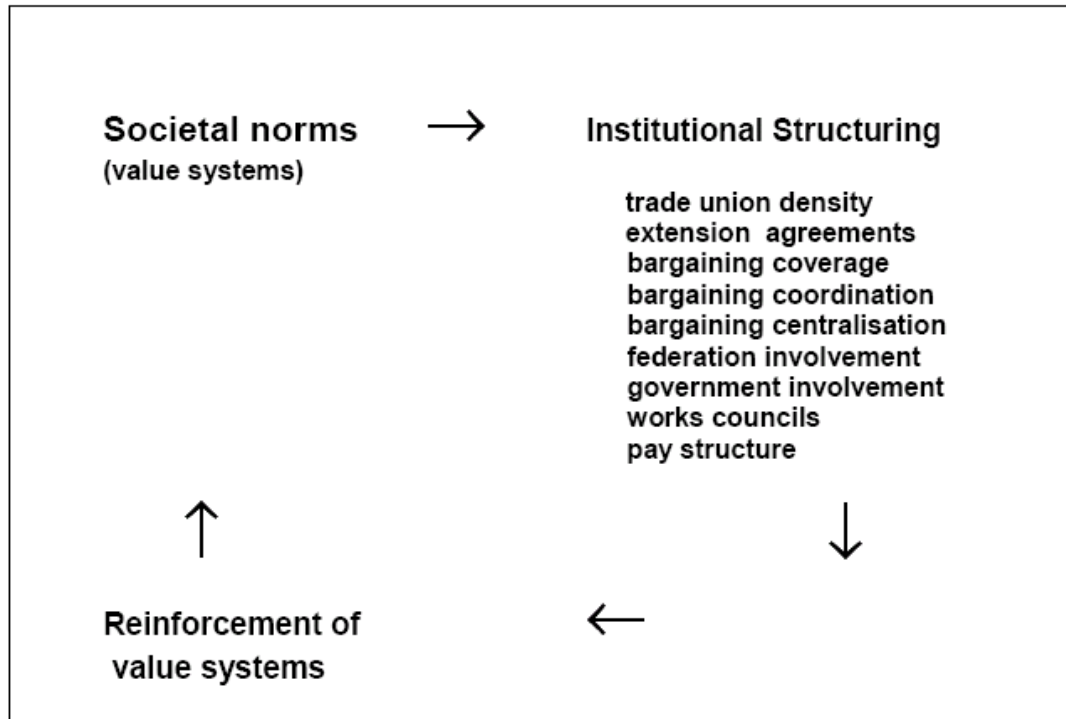 Societal norms
(value systems)
Institutional Structuring
trade union density
extension agreements
bargaining coverage
bargaining coordination
bargaining centralisation
federation involvement
government involvement
works councils
pay structure
Reinforcement of
value systems